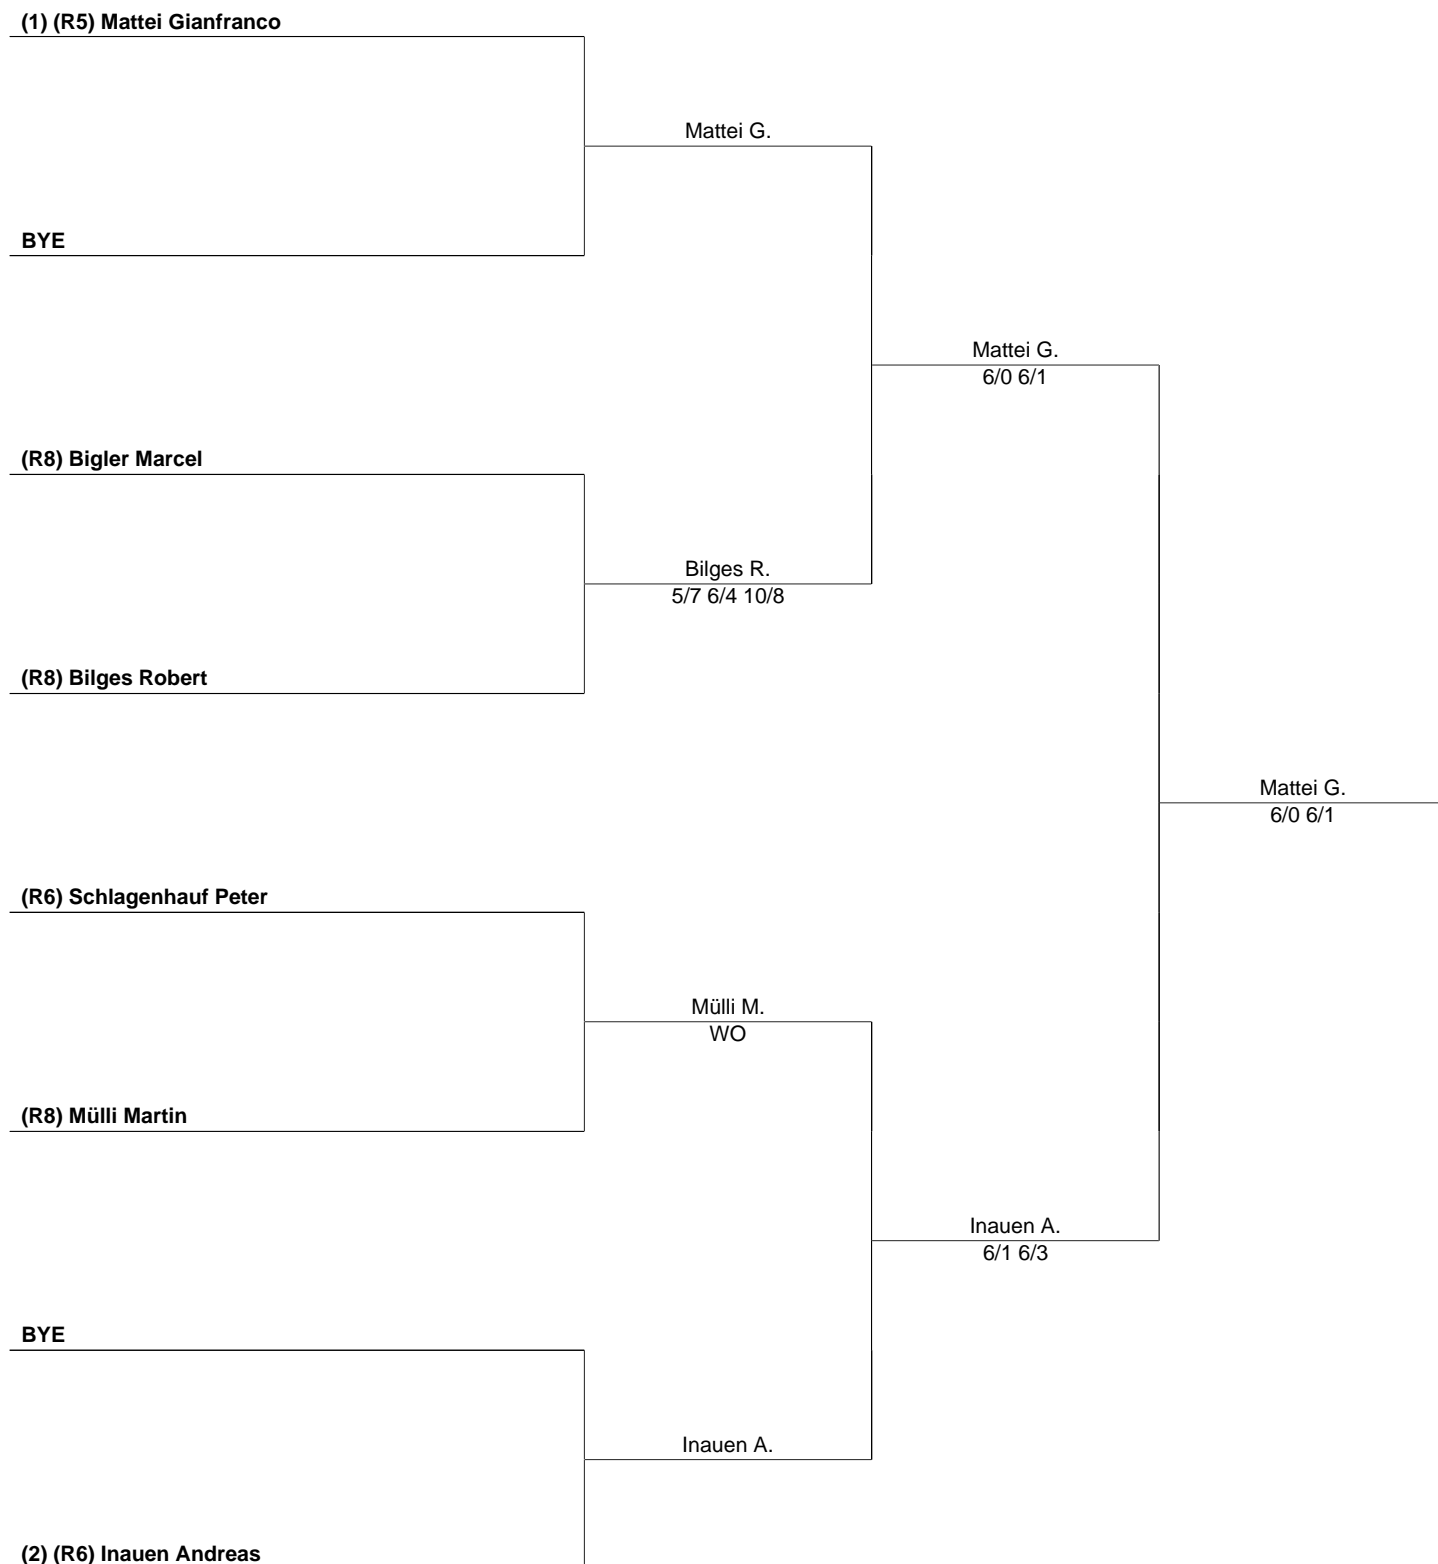 (1) (R5) Mattei Gianfranco
Mattei G.
BYE
Mattei G.
6/0 6/1
(R8) Bigler Marcel
Bilges R.
5/7 6/4 10/8
(R8) Bilges Robert
Mattei G.
6/0 6/1
(R6) Schlagenhauf Peter
Mülli M.
WO
(R8) Mülli Martin
Inauen A.
6/1 6/3
BYE
Inauen A.
(2) (R6) Inauen Andreas